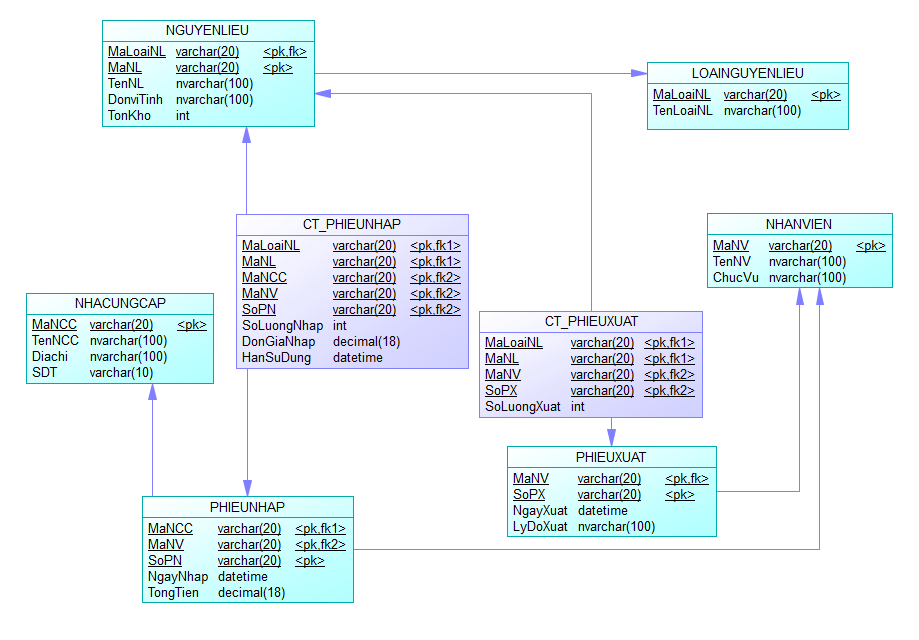 NGUYENLIEU
MaLoaiNL varchar(20) <pk,fk>
MaNL varchar(20) <pk>
TenNL nvarchar(100)
DonviTinh nvarchar(100)
TonKho int
LOAINGUYENLIEU
MaLoaiNL varchar(20) <pk>
TenLoaiNL nvarchar(100)
CT_PHIEUNHAP
MaLoaiNL varchar(20) <pk,fk1>
MaNL varchar(20) <pk,fk1>
MaNCC varchar(20) <pk,fk2>
MaNV varchar(20) <pk,fk2>
SoPN varchar(20) <pk,fk2>
SoLuongNhap int
DonGiaNhap decimal(18)
HanSuDung datetime
NHANVIEN
MaNV varchar(20) <pk>
TenNV nvarchar(100)
ChucVu nvarchar(100)
NHACUNGCAP
MaNCC varchar(20) <pk>
TenNCC nvarchar(100)
Diachi nvarchar(100)
SDT varchar(10)
CT_PHIEUXUAT
MaLoaiNL varchar(20) <pk,fk1>
MaNL varchar(20) <pk,fk1>
MaNV varchar(20) <pk,fk2>
SoPX varchar(20) <pk,fk2>
SoLuongXuat int
PHIEUXUAT
MaNV varchar(20) <pk,fk>
SoPX varchar(20) <pk>
NgayXuat datetime
LyDoXuat nvarchar(100)
PHIEUNHAP
MaNCC varchar(20) <pk,fk1>
MaNV varchar(20) <pk,fk2>
SoPN varchar(20) <pk>
NgayNhap datetime
TongTien decimal(18)